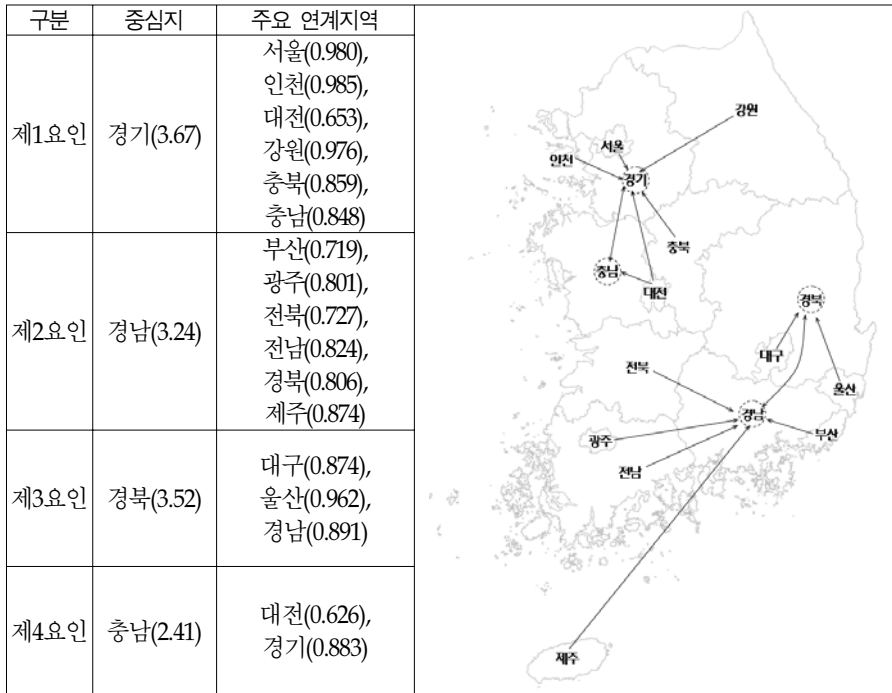 구분 중심지 주요 연계지역
제1요인 경기(3.67) 서울(0.980),
인천(0.985),
대전(0.653),
강원(0.976),
충북(0.859),
충남(0.848)
제2요인 경남(3.24) 부산(0.719),
광주(0.801),
전북(0.727),
전남(0.824),
경북(0.806),
제주(0.874)
제3요인 경북(3.52) 대구(0.874),
울산(0.962),
경남(0.891)
제4요인 충남(2.41) 대전(0.626),
경기(0.883)
강원
서울
인천
경기
충북
충남
대전
경북
대구
전북
울산
경남
부산
광주
전남
제주